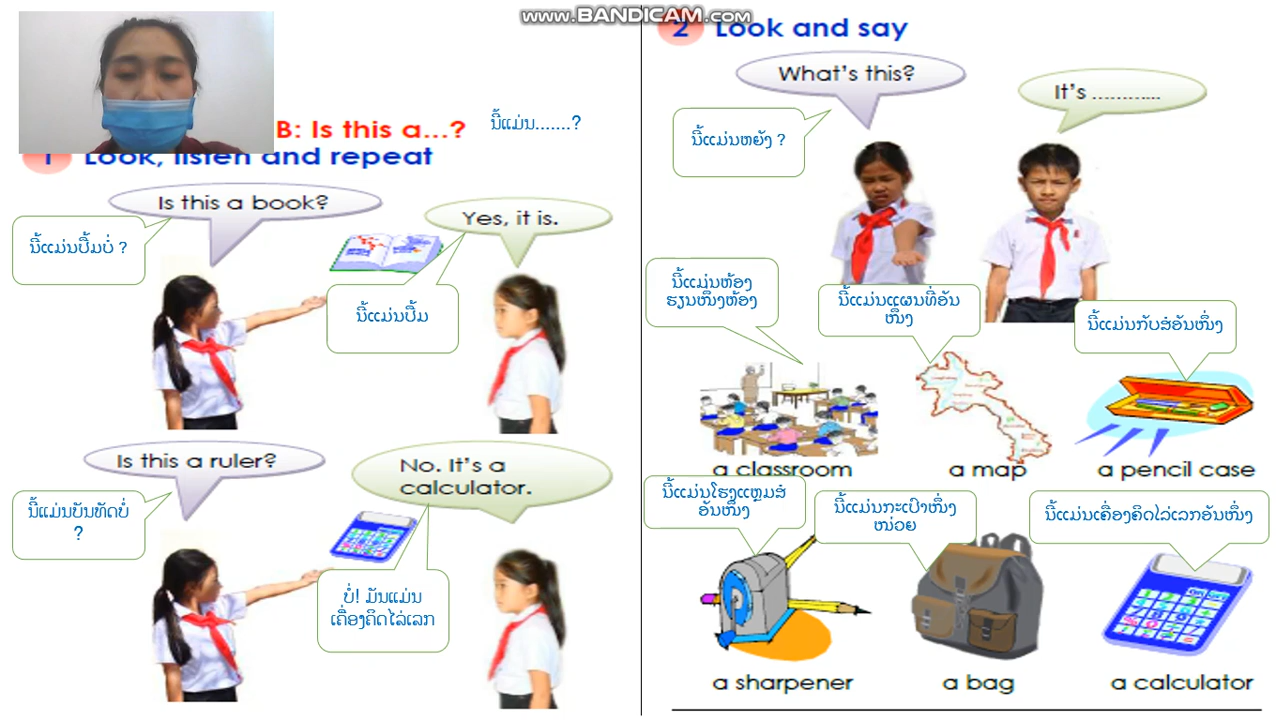 www.BANDICAM.com
B: Is this a...?
ນີ້ແມ່ນ.......?
1 Look, listen and repeat
Is this a book?
Yes, it is.
ນີ້ແມ່ນປຶ້ມບໍ່ ?
ນີ້ແມ່ນປຶ້ມ
Is this a ruler?
No. It's a
calculator.
ນີ້ແມ່ນບັນທັດບໍ່
?
ບໍ່! ມັນແມ່ນ
ເຄື່ອງຄິດໄລ່ເລກ
2 Look and say
What's this?
It's ............
ນີ້ແມ່ນຫຍັງ ?
ນີ້ແມ່ນຫ້ອງ
ຮຽນໜຶ່ງຫ້ອງ
ນີ້ແມ່ນແຜນທີ່ອັນ
ໜຶ່ງ
ນີ້ແມ່ນກັບສໍອັນໜຶ່ງ
a classroom
a map
a pencil case
ນີ້ແມ່ນໂຮງແຫຼມສໍ
ອັນໜຶ່ງ
ນີ້ແມ່ນກະເປົາໜຶ່ງ
ໜ່ວຍ
ນີ້ແມ່ນເຄື່ອງຄິດໄລ່ເລກອັນໜຶ່ງ
a sharpener
a bag
a calculator